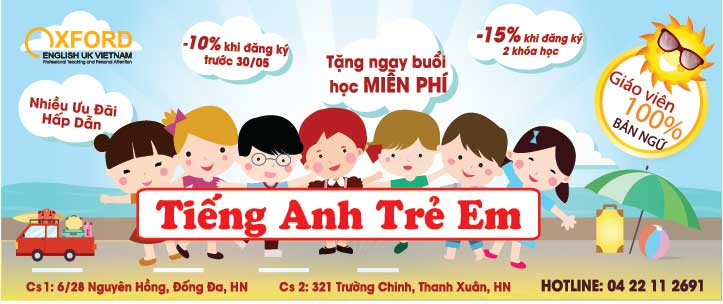 OXFORD
ENGLISH UK VIETNAM
Professional Teaching and Personal Attention
-10% khi đăng ký
trước 30/05
Tặng ngay buổi
học MIỄN PHÍ
-15% khi đăng ký
2 khóa học
Nhiều Ưu Đãi
Hấp Dẫn
Giáo viên
100%
BẢN NGỮ
Tiếng Anh Trẻ Em
Cs 1: 6/28 Nguyên Hồng, Đống Đa, HN
Cs 2: 321 Trường Chinh, Thanh Xuân, HN
HOTLINE: 04 22 11 2691